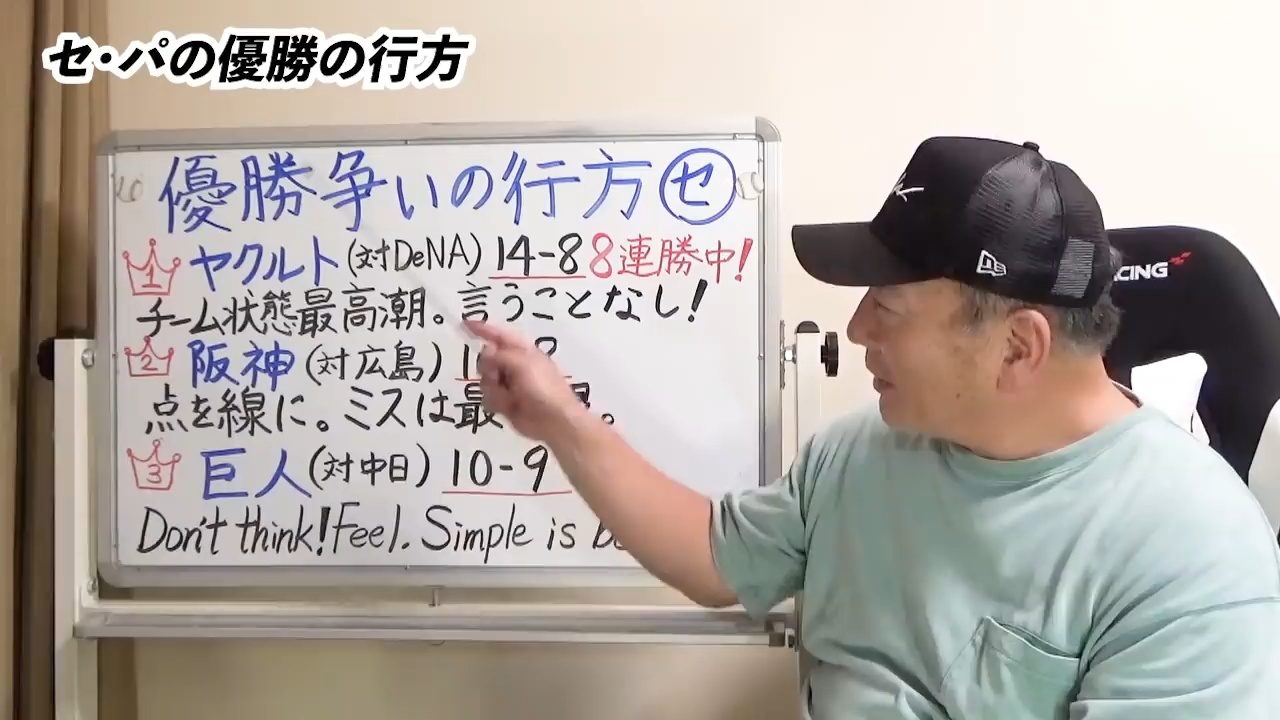 セ・パの優勝の行方
優勝争いの行方 セ
1 ヤクルト(対DeNA) 14-8 8連勝中!
チーム状態最高潮。言うことなし!
2 阪神(対広島)
点を線に。ミスは最
3 巨人(対中日) 10-9
Don't think! Feel. Simple is
CING